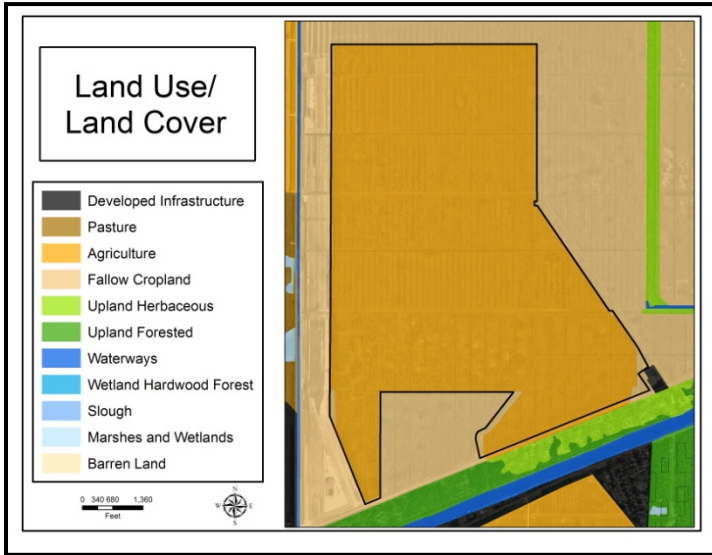 Land Use/
Land Cover
Developed Infrastructure
Pasture
Agriculture
Fallow Cropland
Upland Herbaceous
Upland Forested
Waterways
Wetland Hardwood Forest
Slough
Marshes and Wetlands
Barren Land
0 340 680 1,360
Feet
N
W E
S